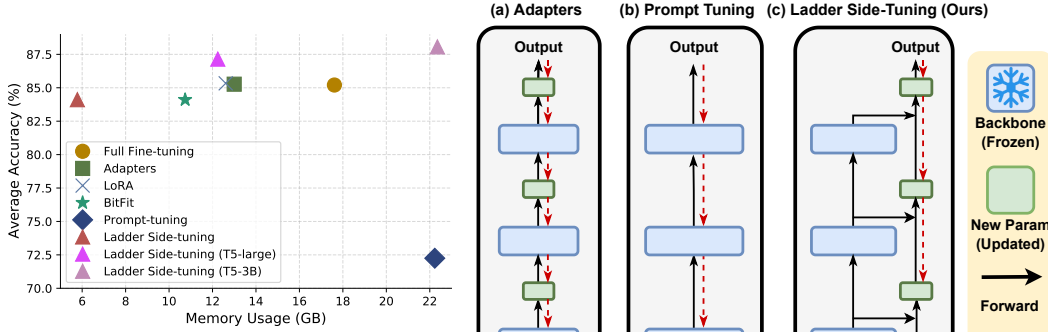 87.5
85.0
82.5
80.0
77.5
75.0
72.5
70.0
Average Accuracy (%)
Full Fine-tuning
Adapters
LoRA
BitFit
Prompt-tuning
Ladder Side-tuning
Ladder Side-tuning (T5-large)
Ladder Side-tuning (T5-3B)
6 8 10 12 14 16 18 20 22
Memory Usage (GB)
(a) Adapters
Output
(b) Prompt Tuning
Output
(c) Ladder Side-Tuning (Ours)
Output
Backbone
(Frozen)
New Param
(Updated)
Forward